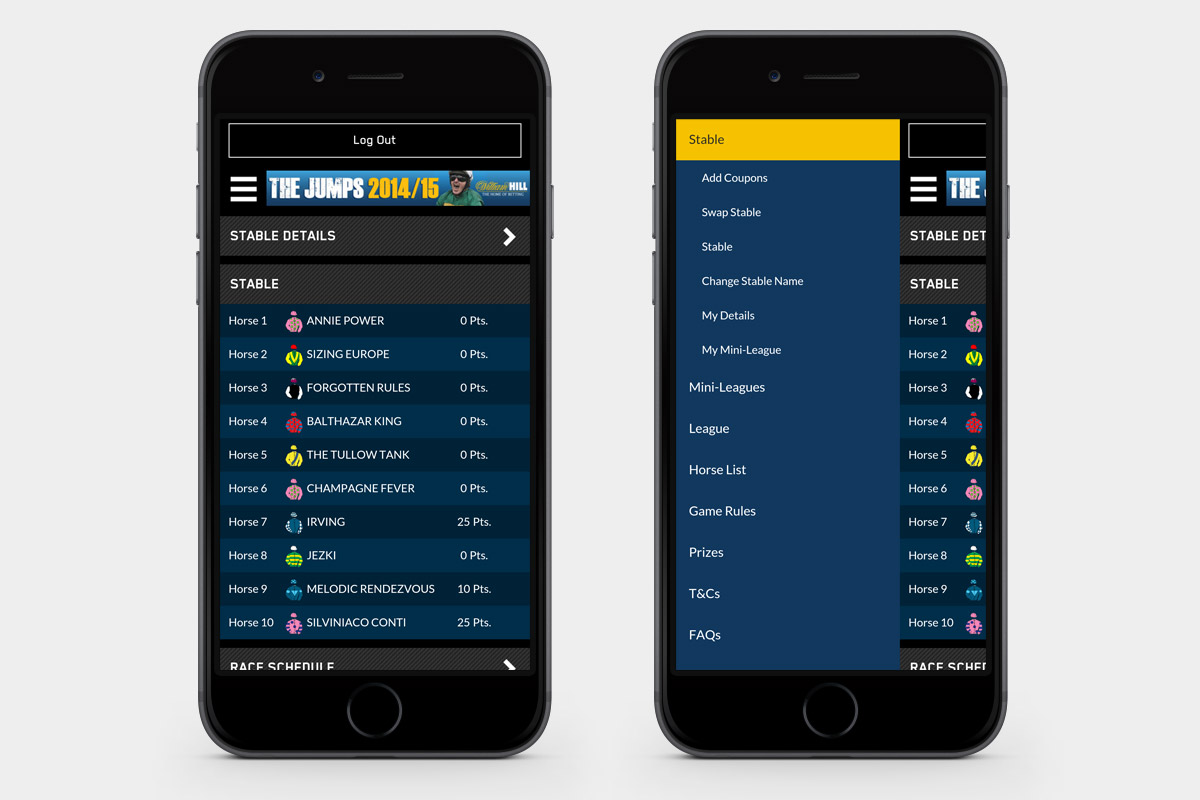 Log Out
THE JUMPS 2014/15 William HILL
THE HOME OF BETTING
STABLE DETAILS
STABLE
Horse 1 ANNIE POWER 0 Pts.
Horse 2 SIZING EUROPE 0 Pts.
Horse 3 FORGOTTEN RULES 0 Pts.
Horse 4 BALTHAZAR KING 0 Pts.
Horse 5 THE TULLOW TANK 0 Pts.
Horse 6 CHAMPAGNE FEVER 0 Pts.
Horse 7 IRVING 25 Pts.
Horse 8 JEZKI 0 Pts.
Horse 9 MELODIC RENDEZVOUS 10 Pts.
Horse 10 SILVINIACO CONTI 25 Pts.
RACE SCHEDULE
Stable
Add Coupons
Swap Stable
Stable
Change Stable Name
My Details
My Mini-League
Mini-Leagues
League
Horse List
Game Rules
Prizes
T&Cs
FAQs
THE J
STABLE DET
STABLE
Horse 1
Horse 2
Horse 3
Horse 4
Horse 5
Horse 6
Horse 7
Horse 8
Horse 9
Horse 10
RACE SCHED